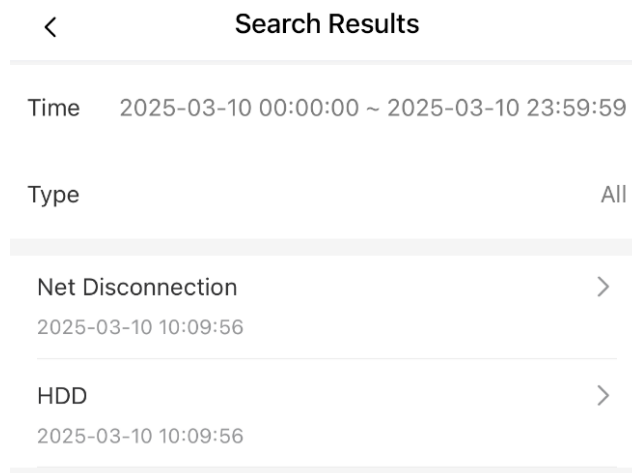 Search Results
Time 2025-03-10 00:00:00 ~ 2025-03-10 23:59:59
Type All
Net Disconnection
2025-03-10 10:09:56
HDD
2025-03-10 10:09:56